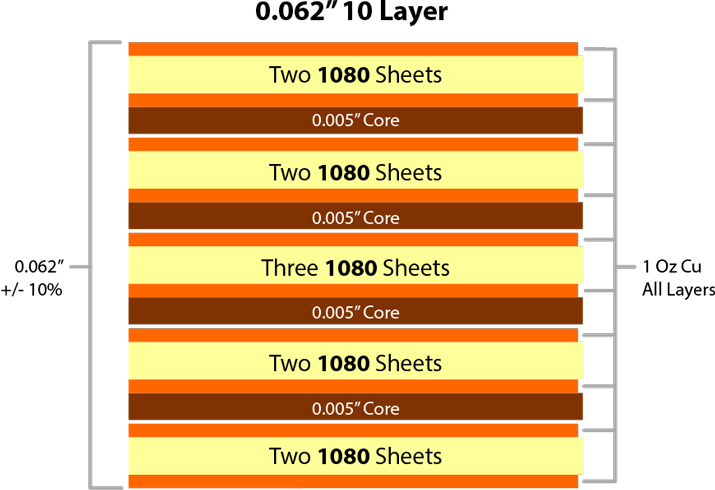 0.062” 10 Layer
Two 1080 Sheets
0.005” Core
Two 1080 Sheets
0.005” Core
Three 1080 Sheets
0.005” Core
Two 1080 Sheets
0.005” Core
Two 1080 Sheets
0.062”
+/- 10%
1 Oz Cu
All Layers